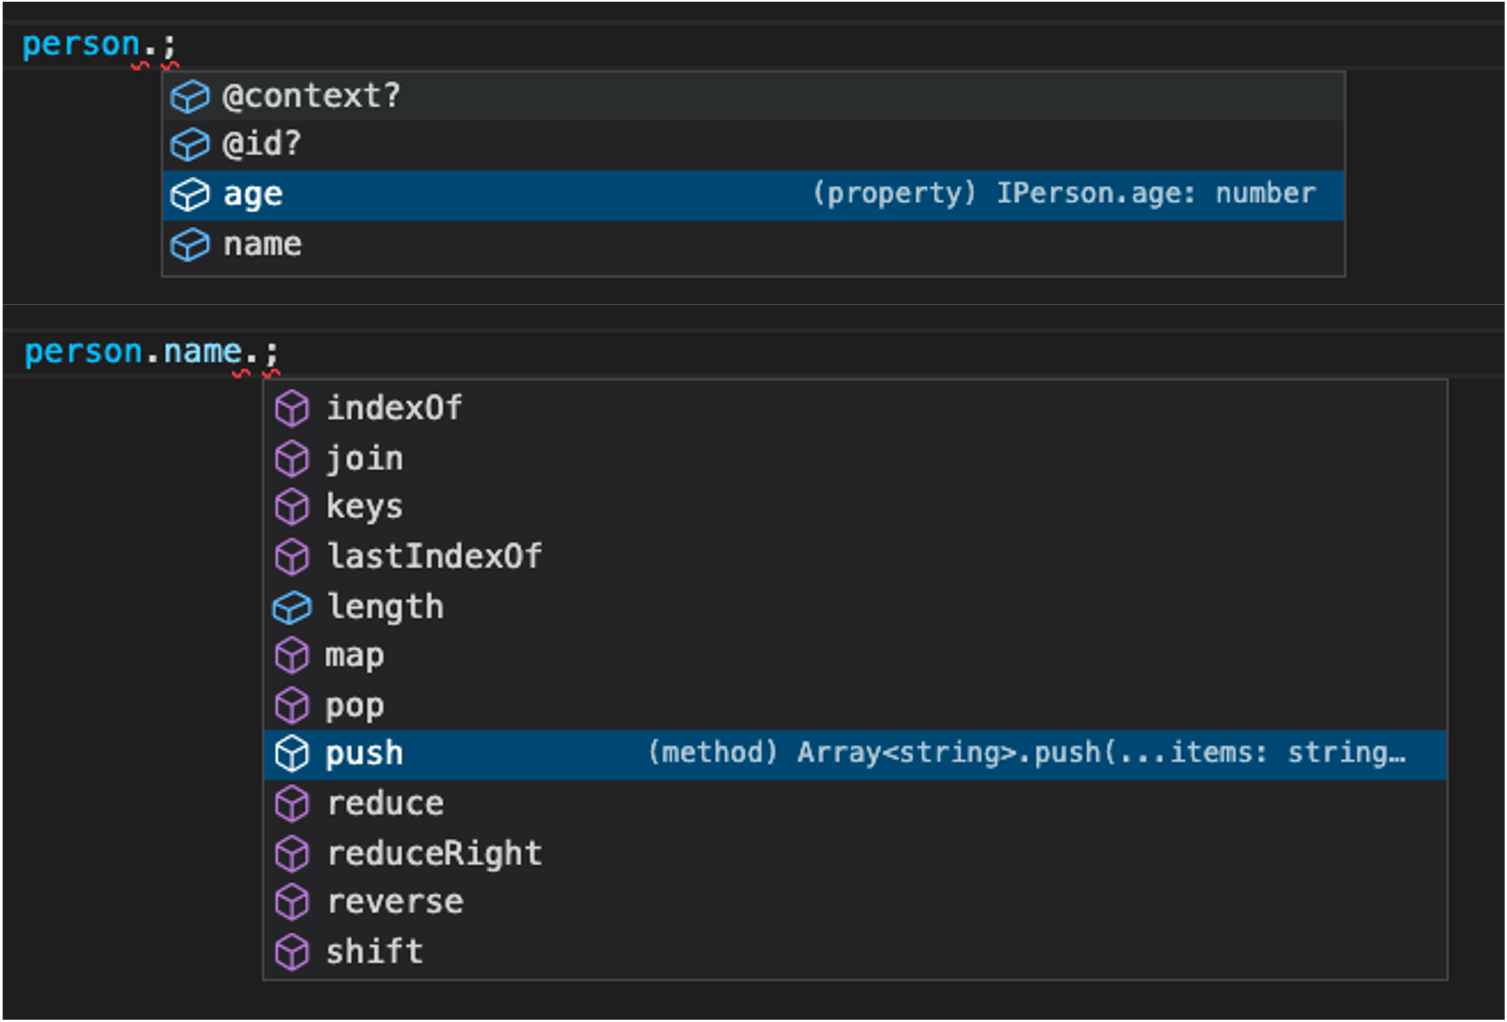 person.;
@context?
@id?
age (property) IPerson.age: number
name
person.name.;
indexOf
join
keys
lastIndexOf
length
map
pop
push (method) Array<string>.push(...items: string…
reduce
reduceRight
reverse
shift